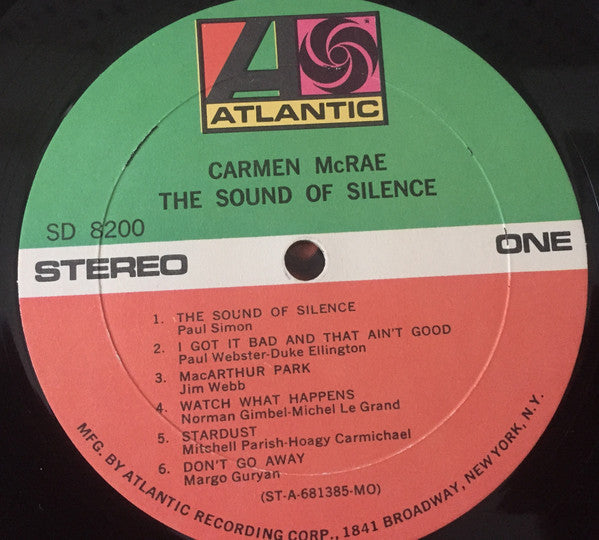 ATLANTIC
CARMEN McRAE
THE SOUND OF SILENCE
SD 8200
STEREO
ONE
1. THE SOUND OF SILENCE
Paul Simon
2. I GOT IT BAD AND THAT AIN'T GOOD
Paul Webster-Duke Ellington
3. MacARTHUR PARK
Jim Webb
4. WATCH WHAT HAPPENS
Norman Gimbel-Michel Le Grand
5. STARDUST
Mitchell Parish-Hoagy Carmichael
6. DON'T GO AWAY
Margo Guryan
(ST-A-681385-MO)
MFG. BY ATLANTIC RECORDING CORP., 1841 BROADWAY, NEW YORK, N.Y.